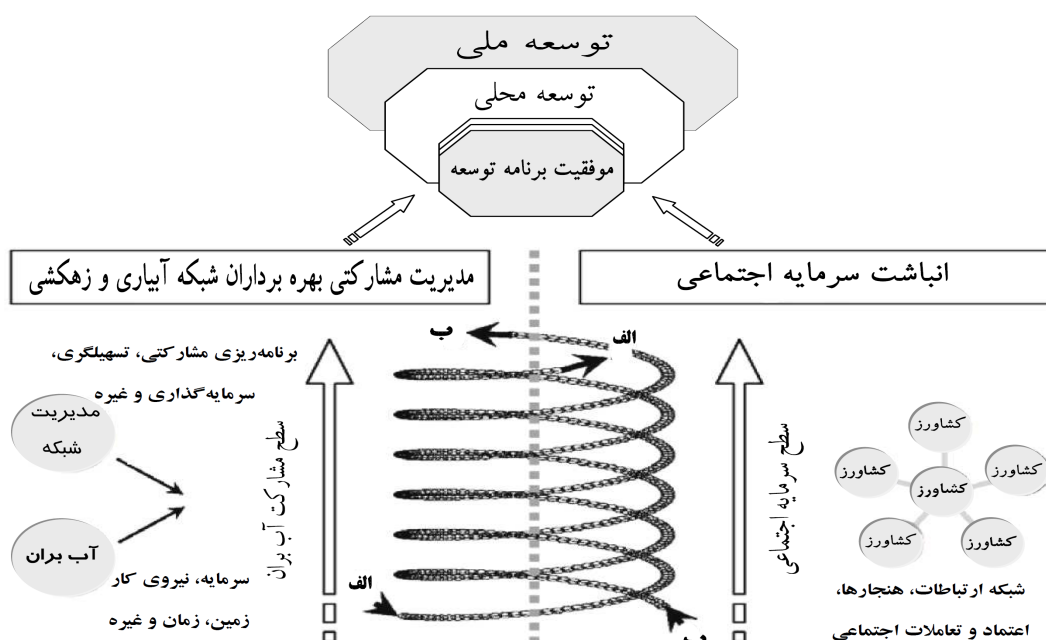 توسعه ملی
توسعه محلی
موفقیت برنامه توسعه
انباشت سرمایه اجتماعی
مدیریت مشارکتی بهره برداران شبکه آبیاری و زهکشی
الف
ب
برنامه‌ریزی مشارکتی، تسهیلگری،
سرمایه‌گذاری و غیره
مدیریت
شبکه
آب بران
سطح مشارکت آب بران
سطح سرمایه اجتماعی
کشاورز
کشاورز
کشاورز
کشاورز
کشاورز
کشاورز
الف
سرمایه، نیروی کار
زمین، زمان و غیره
شبکه ارتباطات، هنجارها،
اعتماد و تعاملات اجتماعی